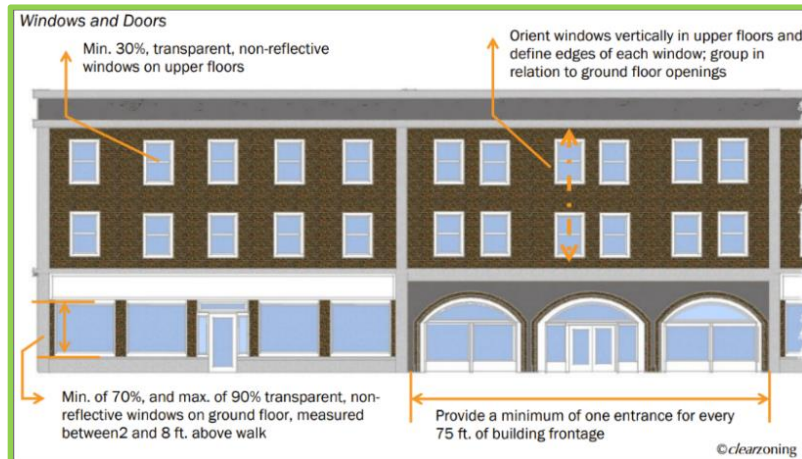 Windows and Doors
Min. 30%, transparent, non-reflective
windows on upper floors
Orient windows vertically in upper floors and
define edges of each window; group in
relation to ground floor openings
Min. of 70%, and max. of 90% transparent, non-
reflective windows on ground floor, measured
between2 and 8 ft. above walk
Provide a minimum of one entrance for every
75 ft. of building frontage
©clearzoning